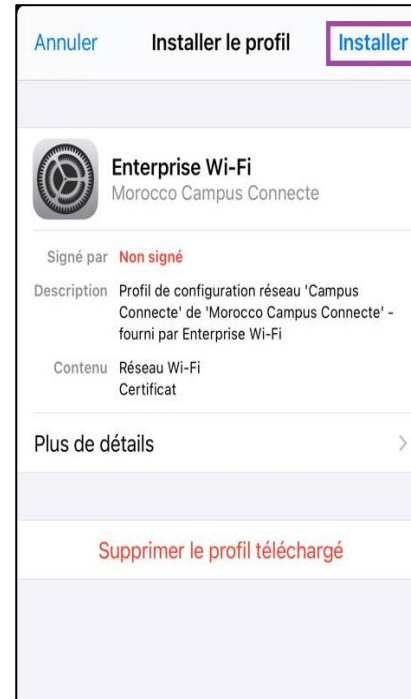 Annuler Installer le profil Installer
Enterprise Wi-Fi
Morocco Campus Connecte
Signé par Non signé
Description Profil de configuration réseau 'Campus
Connecte' de 'Morocco Campus Connecte' -
fourni par Enterprise Wi-Fi
Contenu Réseau Wi-Fi
Certificat
Plus de détails
Supprimer le profil téléchargé